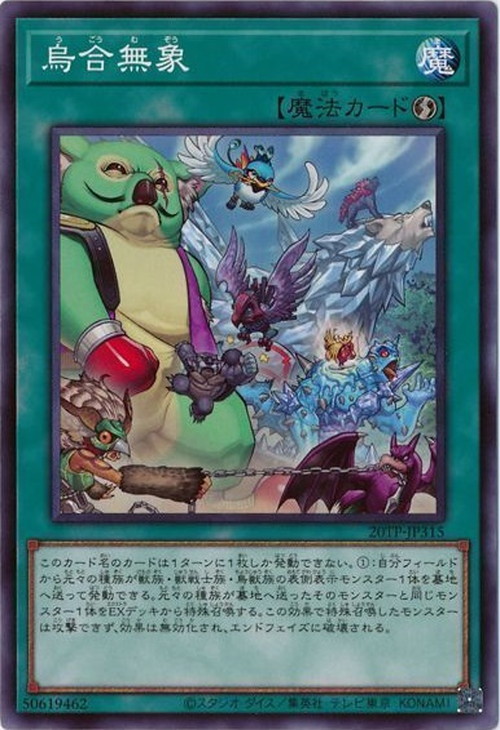 烏合無象
魔
【魔法カード】
20TP-JP315
このカード名のカードは1ターンに1枚しか発動できない。①:自分フィールド
から元々の種族が獣族・獣戦士族・鳥獣族の表側表示モンスター1体を墓地
へ送って発動できる。元々の種族が墓地へ送ったそのモンスターと同じモン
スター1体をEXデッキから特殊召喚する。この効果で特殊召喚したモンスター
は攻撃できず、効果は無効化され、エンドフェイズに破壊される。
50619462
©スタジオ・ダイス/集英社 テレビ東京 KONAMI